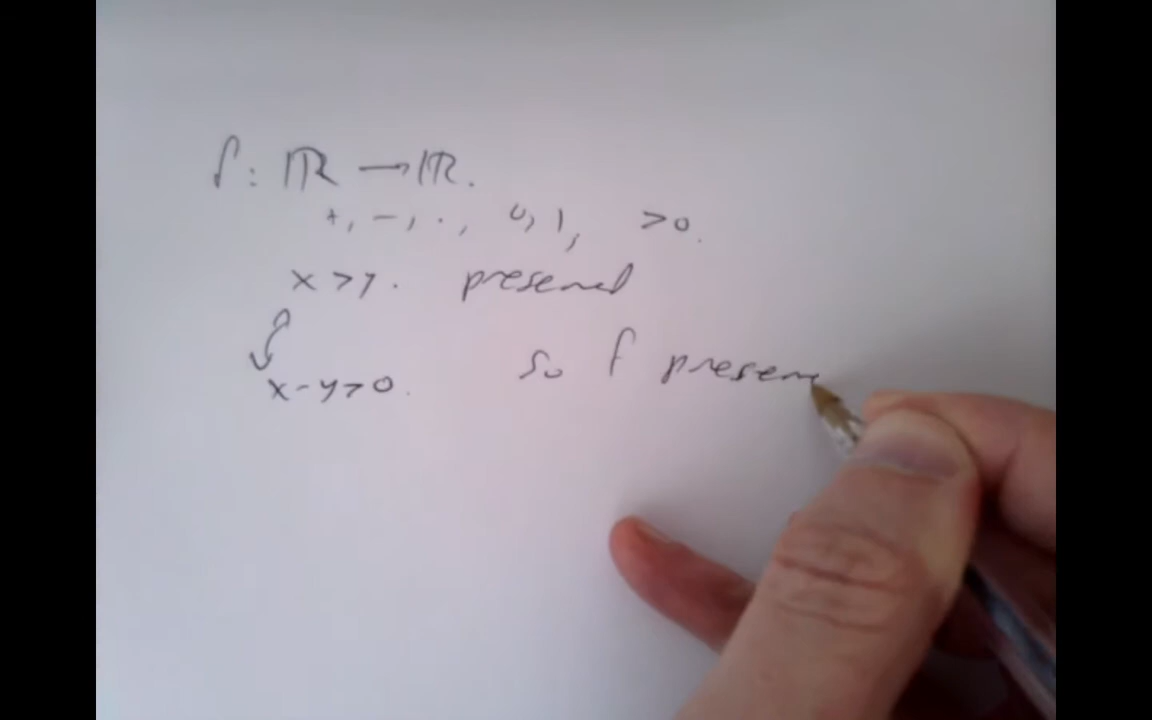 f: ℝ → ℝ.
+, −, ·, 0, 1, >0.
x > y. preserved
x - y > 0. so f preserv